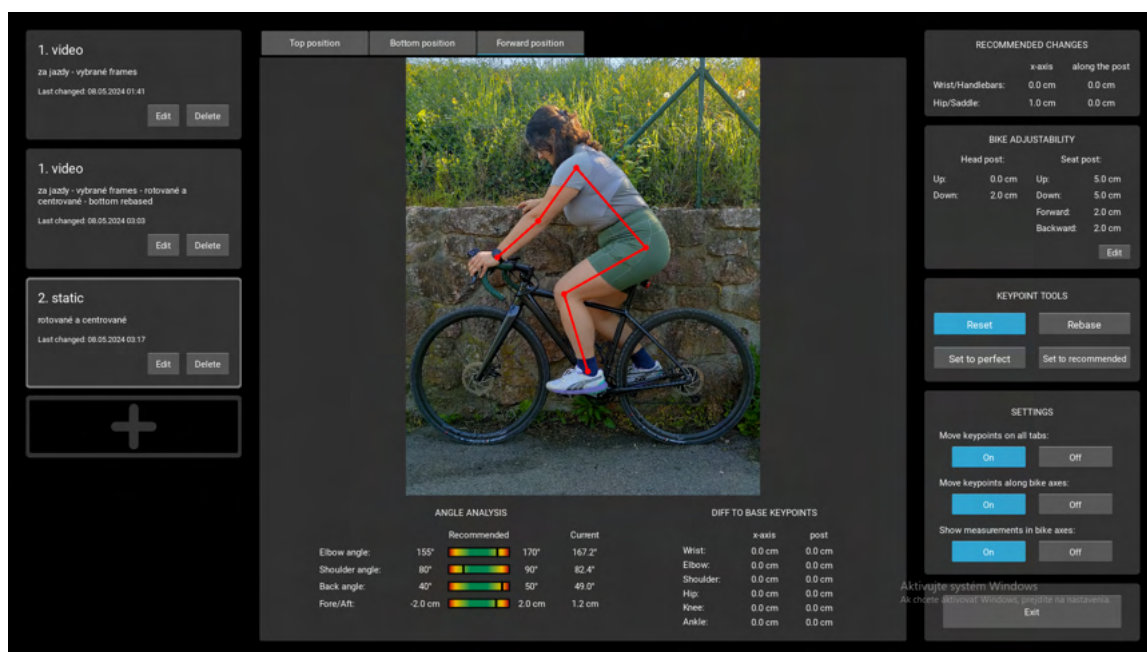 1. video
za jazdy - vybrané frames
Last changed: 08.05.2024 01:41
Edit Delete
1. video
za jazdy - vybrané frames - rotované a
centrované - bottom rebased
Last changed: 08.05.2024 03:03
Edit Delete
2. static
rotované a centrované
Last changed: 08.05.2024 03:17
Edit Delete
Top position Bottom position Forward position
ANGLE ANALYSIS
Recommended Current
Elbow angle: 155° 170° 167.2°
Shoulder angle: 80° 90° 82.4°
Back angle: 40° 50° 49.0°
Fore/Aft: -2.0 cm 2.0 cm 1.2 cm
DIFF TO BASE KEYPOINTS
x-axis post
Wrist: 0.0 cm 0.0 cm
Elbow: 0.0 cm 0.0 cm
Shoulder: 0.0 cm 0.0 cm
Hip: 0.0 cm 0.0 cm
Knee: 0.0 cm 0.0 cm
Ankle: 0.0 cm 0.0 cm
RECOMMENDED CHANGES
x-axis along the post
Wrist/Handlebars: 0.0 cm 0.0 cm
Hip/Saddle: 1.0 cm 0.0 cm
BIKE ADJUSTABILITY
Head post: Seat post:
Up: 0.0 cm Up: 5.0 cm
Down: 2.0 cm Down: 5.0 cm
Forward: 2.0 cm
Backward: 2.0 cm
Edit
KEYPOINT TOOLS
Reset Rebase
Set to perfect Set to recommended
SETTINGS
Move keypoints on all tabs:
On Off
Move keypoints along bike axes:
On Off
Show measurements in bike axes:
On Off
Aktivujte systém Windows
Ak chcete aktivovať Windows, prejdite na nastavenia.
Exit